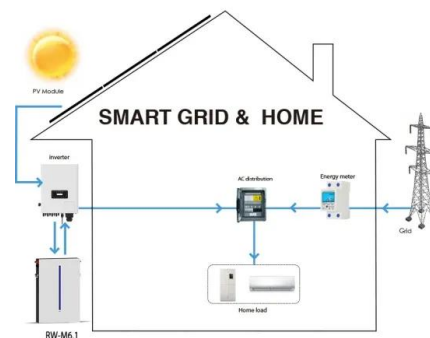 PV Module
SMART GRID & HOME
Inverter
AC distribution
Energy meter
Grid
Home load
RW-M6.1